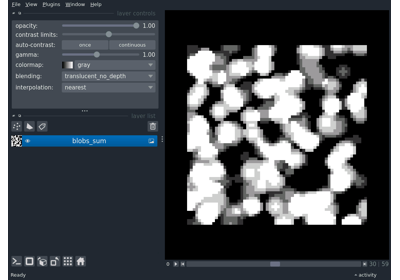 File View Plugins Window Help
layer controls
opacity: 1.00
contrast limits:
auto-contrast: once continuous
gamma: 1.00
colormap: gray
blending: translucent_no_depth
interpolation: nearest
layer list
blobs_sum
30 59
Ready
activity